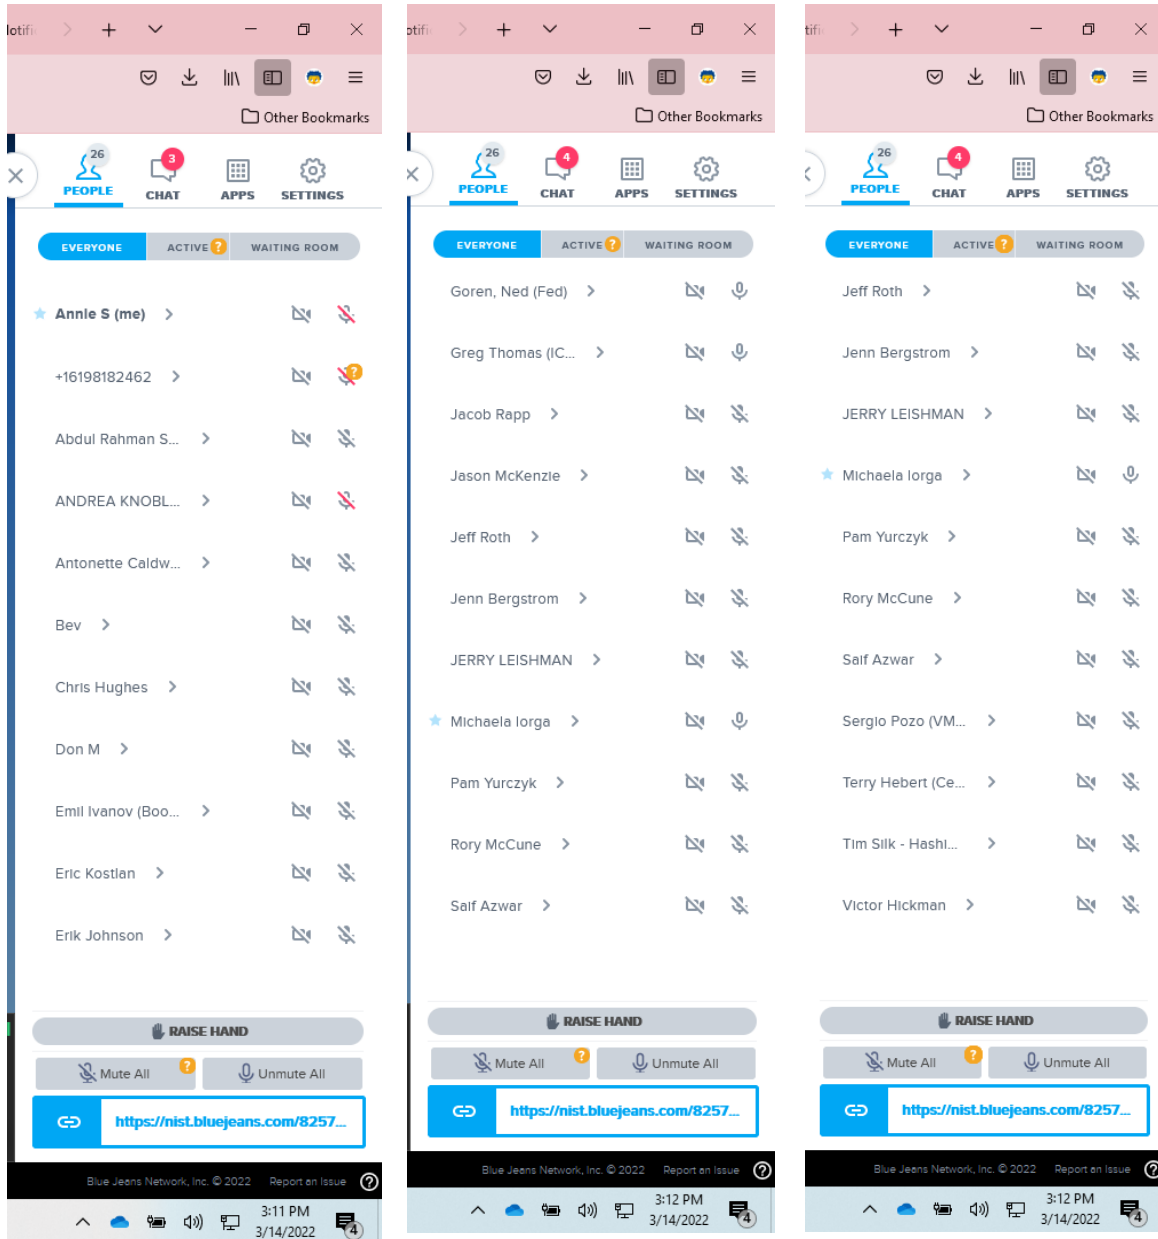 26
3
PEOPLE CHAT APPS SETTINGS
Other Bookmarks
EVERYONE ACTIVE ? WAITING ROOM
Annie S (me)
+16198182462 ?
Abdul Rahman S...
ANDREA KNOBL...
Antonette Caldw...
Bev
Chris Hughes
Don M
Emil Ivanov (Boo...
Eric Kostlan
Erik Johnson
RAISE HAND
Mute All ? Unmute All
https://nist.bluejeans.com/8257...
Blue Jeans Network, Inc. © 2022 Report an Issue ?
3:11 PM
3/14/2022 4
Other Bookmarks
26
4
PEOPLE CHAT APPS SETTINGS
EVERYONE ACTIVE ? WAITING ROOM
Goren, Ned (Fed)
Greg Thomas (IC...
Jacob Rapp
Jason McKenzie
Jeff Roth
Jenn Bergstrom
JERRY LEISHMAN
Michaela Iorga
Pam Yurczyk
Rory McCune
Saif Azwar
RAISE HAND
Mute All ? Unmute All
https://nist.bluejeans.com/8257...
Blue Jeans Network, Inc. © 2022 Report an Issue ?
3:12 PM
3/14/2022 4
Other Bookmarks
26
4
PEOPLE CHAT APPS SETTINGS
EVERYONE ACTIVE ? WAITING ROOM
Jeff Roth
Jenn Bergstrom
JERRY LEISHMAN
Michaela Iorga
Pam Yurczyk
Rory McCune
Saif Azwar
Sergio Pozo (VM...
Terry Hebert (Ce...
Tim Silk - Hashi...
Victor Hickman
RAISE HAND
Mute All ? Unmute All
https://nist.bluejeans.com/8257...
Blue Jeans Network, Inc. © 2022 Report an Issue ?
3:12 PM
3/14/2022 4